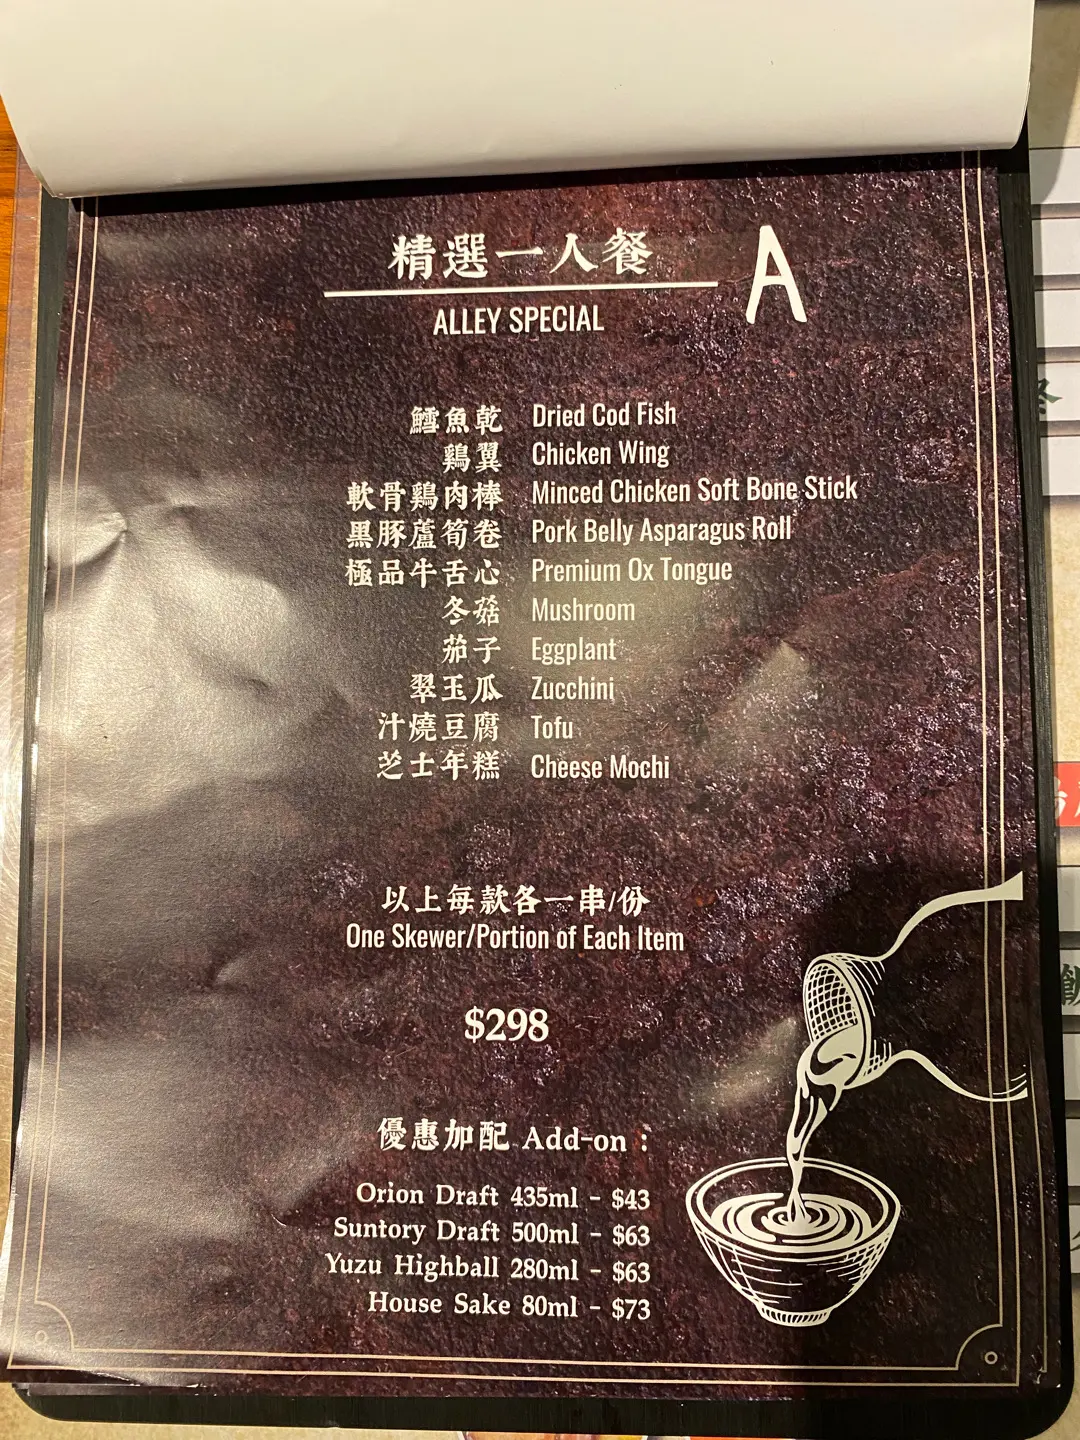 精選一人餐 A
ALLEY SPECIAL
鱈魚乾 Dried Cod Fish
鷄翼 Chicken Wing
軟骨鷄肉棒 Minced Chicken Soft Bone Stick
黑豚蘆筍卷 Pork Belly Asparagus Roll
極品牛舌心 Premium Ox Tongue
冬菇 Mushroom
茄子 Eggplant
翠玉瓜 Zucchini
汁燒豆腐 Tofu
芝士年糕 Cheese Mochi
以上每款各一串/份
One Skewer/Portion of Each Item
$298
優惠加配 Add-on :
Orion Draft 435ml - $43
Suntory Draft 500ml - $63
Yuzu Highball 280ml - $63
House Sake 80ml - $73
冬